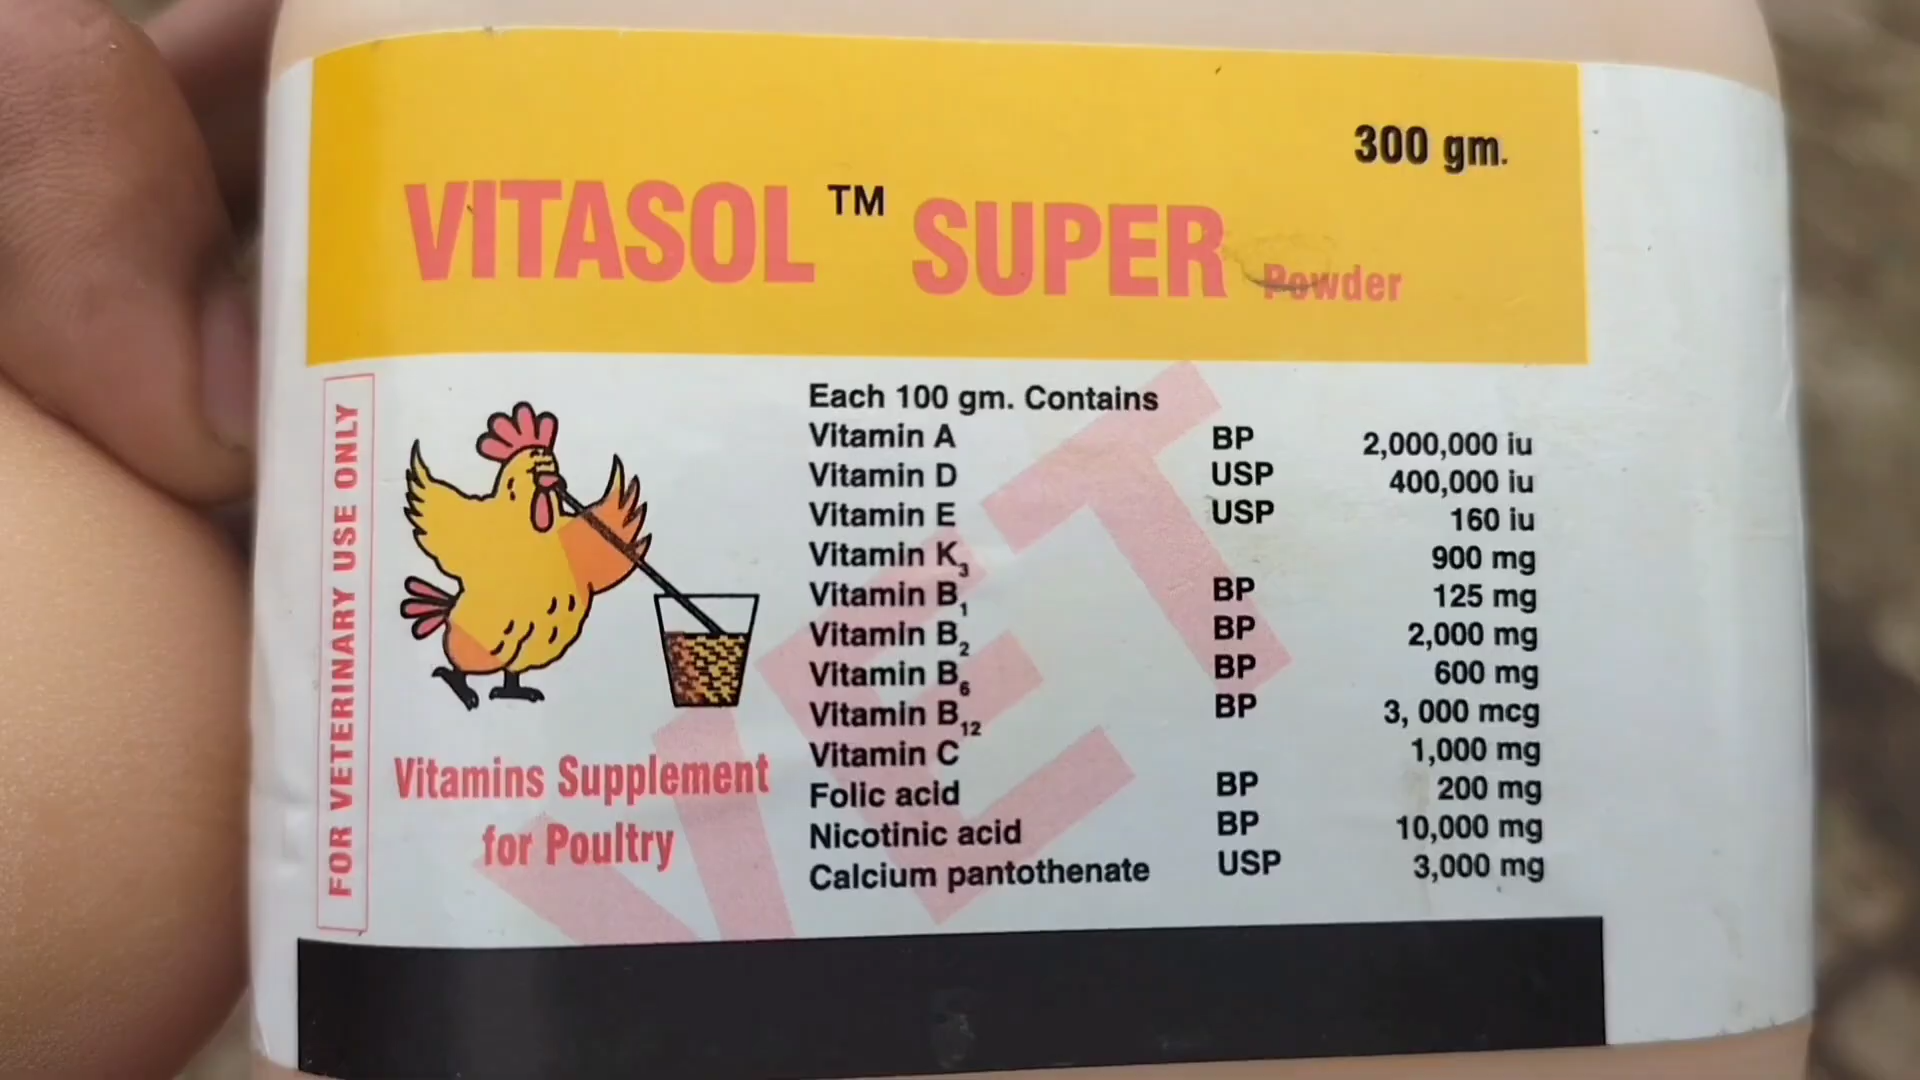 300 gm.
VITASOL™ SUPER Powder
FOR VETERINARY USE ONLY
Vitamins Supplement
for Poultry
Each 100 gm. Contains
Vitamin A BP 2,000,000 iu
Vitamin D USP 400,000 iu
Vitamin E USP 160 iu
Vitamin K3 900 mg
Vitamin B1 BP 125 mg
Vitamin B2 BP 2,000 mg
Vitamin B6 BP 600 mg
Vitamin B12 BP 3, 000 mcg
Vitamin C 1,000 mg
Folic acid BP 200 mg
Nicotinic acid BP 10,000 mg
Calcium pantothenate USP 3,000 mg
VET